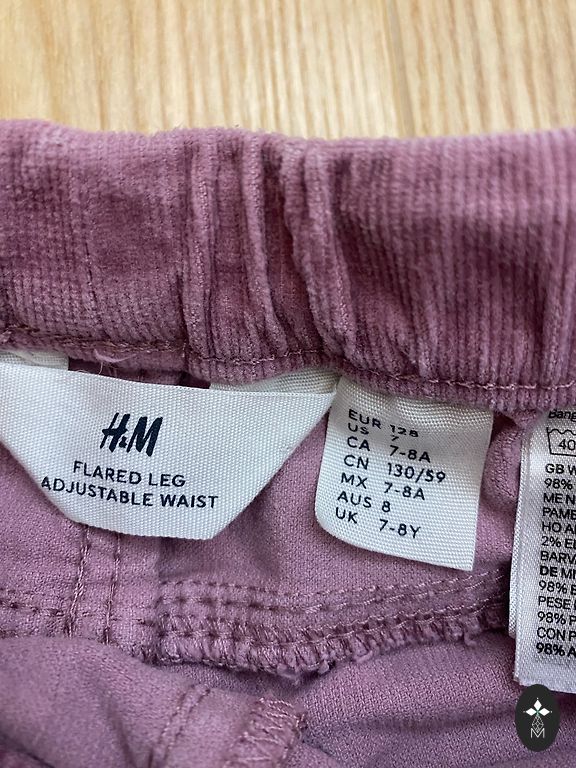 H&M
FLARED LEG
ADJUSTABLE WAIST
EUR 128
US 7
CA 7-8A
CN 130/59
MX 7-8A
AUS 8
UK 7-8Y
40
GB W
98%
ME N
PAME
HO AI
2% E
BARV
DE M
98% B
PESE
98% P
CON P
98% A